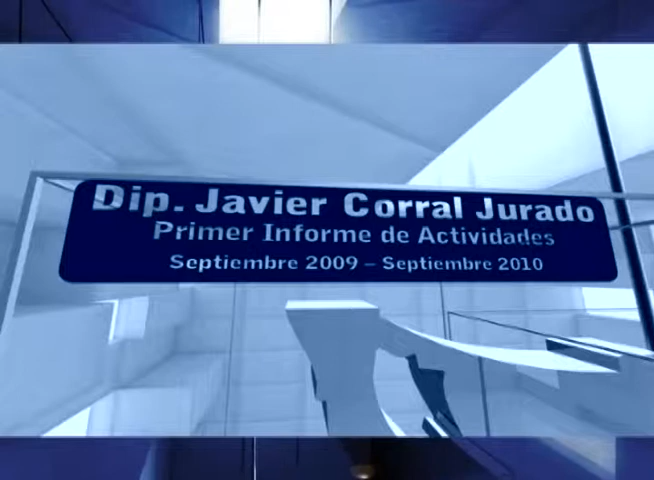 Dip. Javier Corral Jurado
Primer Informe de Actividades
Septiembre 2009 – Septiembre 2010